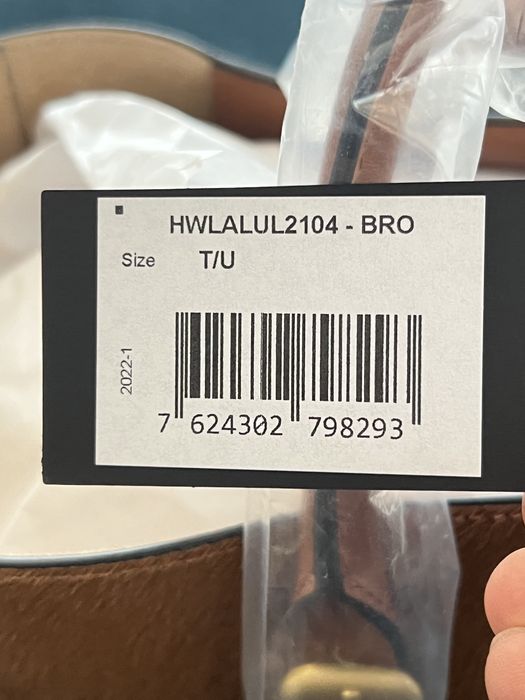 HWLALUL2104 - BRO
Size T/U
2022-1
7 624302 798293